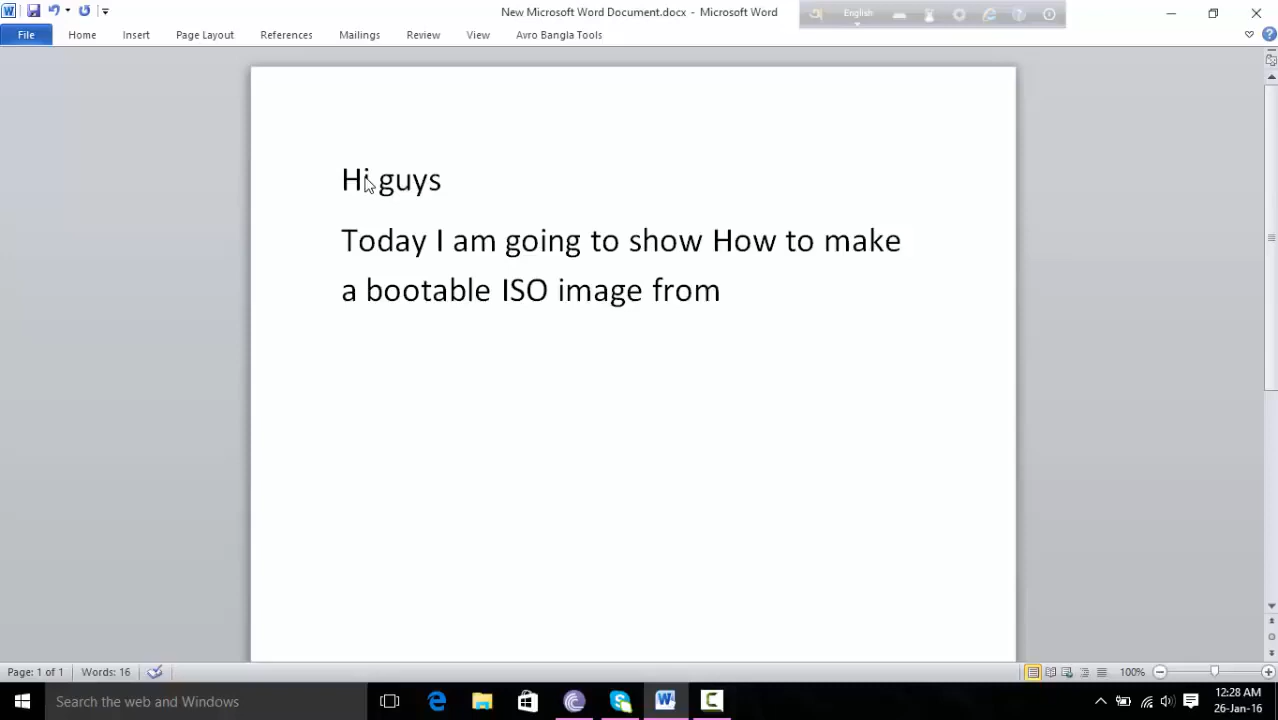 New Microsoft Word Document.docx - Microsoft Word
English
File Home Insert Page Layout References Mailings Review View Avro Bangla Tools
Hi guys
Today I am going to show How to make
a bootable ISO image from
Page: 1 of 1 Words: 16 100%
Search the web and Windows
12:28 AM
26-Jan-16